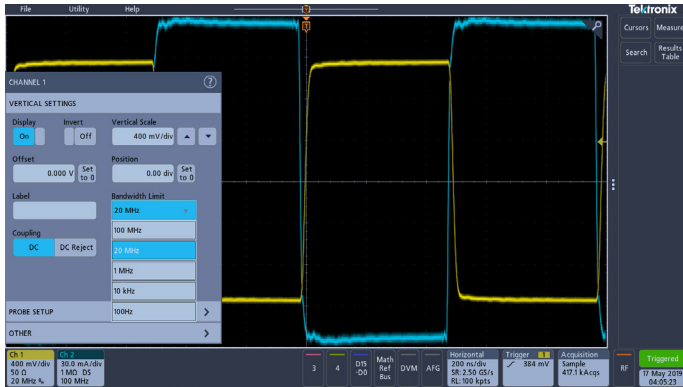 File Utility Help
Tektronix
Cursors Measure
Search Results
Table
CHANNEL 1
VERTICAL SETTINGS
Display Invert Vertical Scale
On Off 400 mV/div
Offset Position
0.000 V Set
to 0 0.00 div Set
to 0
Label Bandwidth Limit
20 MHz
100 MHz
20 MHz
1 MHz
10 kHz
100Hz
Coupling
DC DC Reject
PROBE SETUP
OTHER
Ch 1
400 mV/div
50 Ω
20 MHz
Ch 2
30.0 mA/div
1 MΩ DS
100 MHz
3
4
D15
-D0
Math
Ref
Bus
DVM
AFG
Horizontal
200 ns/div
SR: 2.50 GS/s
RL: 100 kpts
Trigger 1
384 mV
Acquisition
Sample
417.1 kAcqs
RF
Triggered
17 May 2019
04:05:23